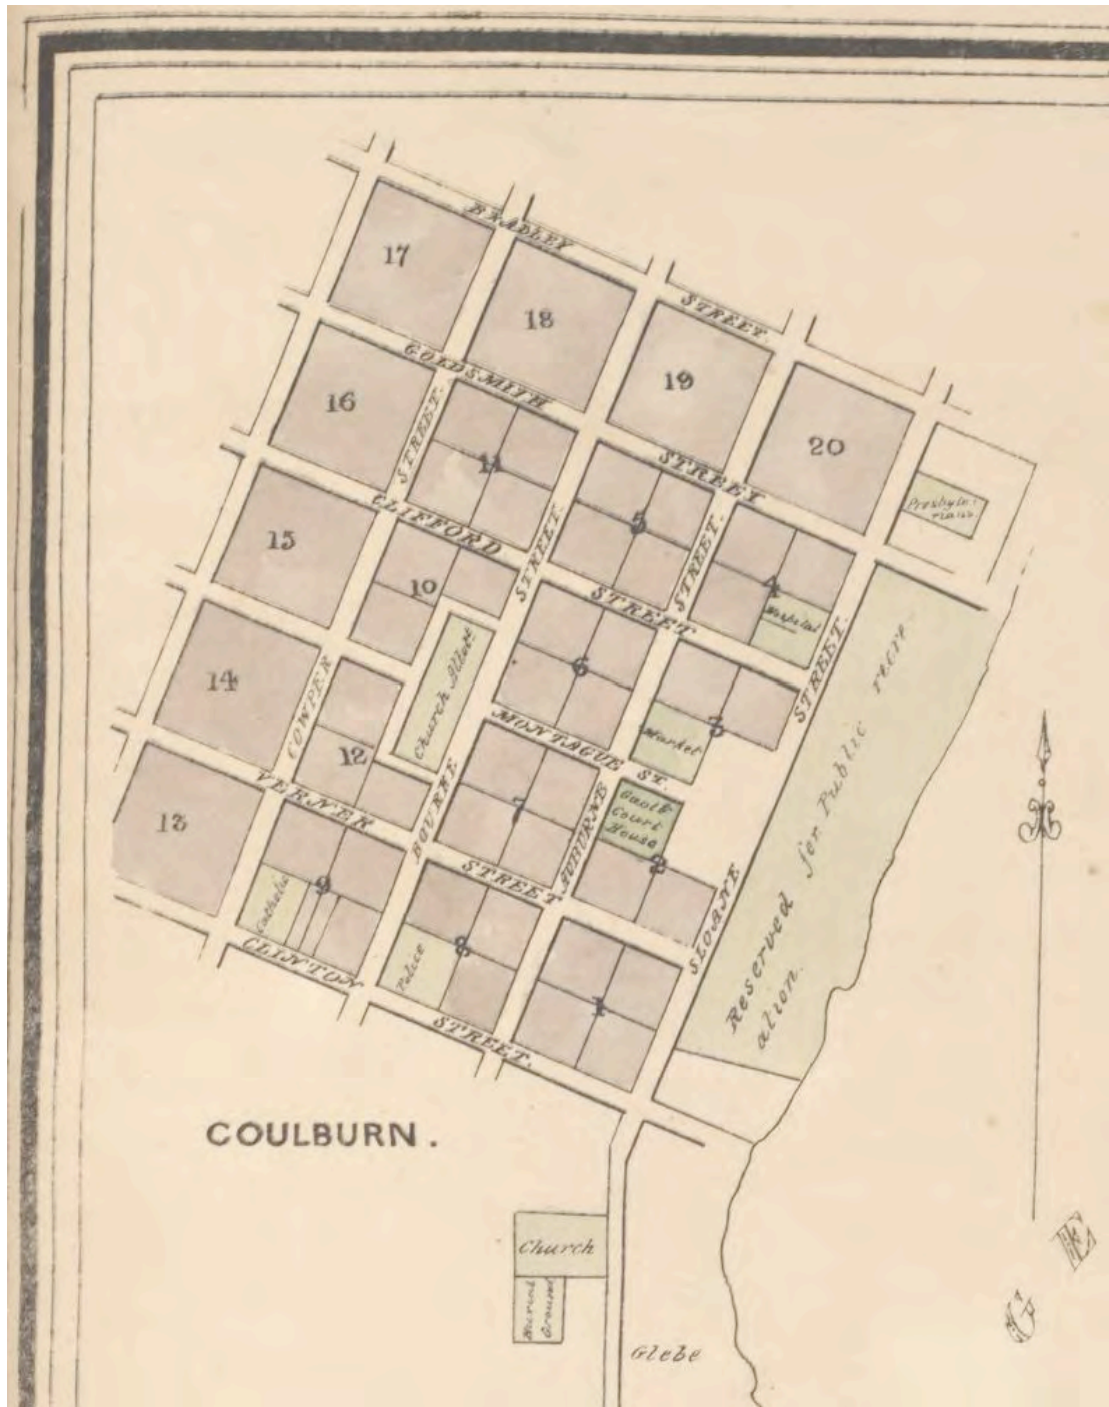 BRADLEY STREET.
17
18
19
20
GOLDSMITH STREET
16
11
5
4
Hospital
Presbyte-
rians
STREET.
STREET.
STREET.
STREET.
CLIFFORD STREET
15
10
6
3
Market
Church Allott.
Reserved for Public recre
ation.
COWPER
14
12
MONTAGUE ST.
7
Gaol &
Court
House
2
BOURKE
AUBURNE
SLOANE
VERNER STREET
13
9
Catholic
8
Police
1
CLINTON STREET.
COULBURN .
Church
Burial
Ground
Glebe